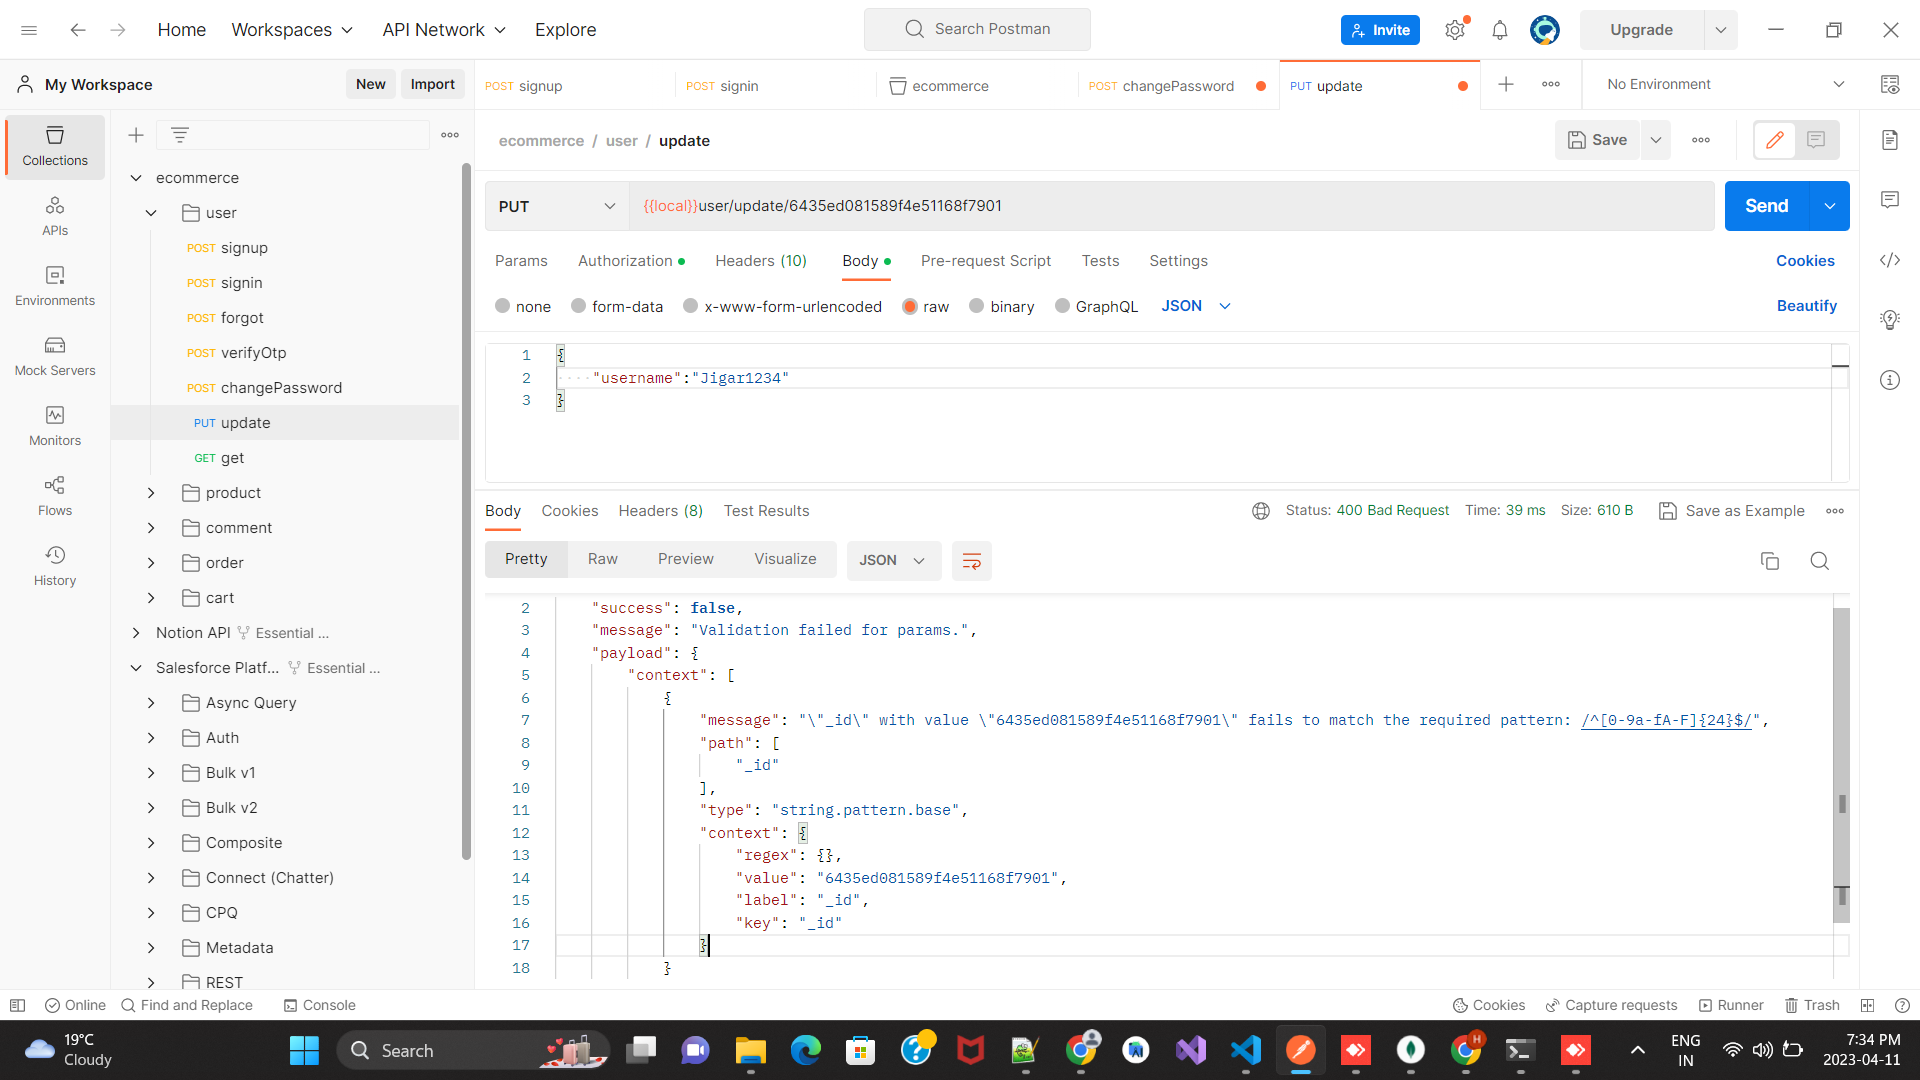 Home Workspaces API Network Explore Search Postman Invite Upgrade
My Workspace New Import POST signup POST signin ecommerce POST changePassword PUT update No Environment
ecommerce / user / update Save
Collections
APIs
Environments
Mock Servers
Monitors
Flows
History
ecommerce
user
POST signup
POST signin
POST forgot
POST verifyOtp
POST changePassword
PUT update
GET get
product
comment
order
cart
Notion API Essential ...
Salesforce Platf... Essential ...
Async Query
Auth
Bulk v1
Bulk v2
Composite
Connect (Chatter)
CPQ
Metadata
REST
PUT {{local}}user/update/6435ed081589f4e51168f7901 Send
Params Authorization Headers (10) Body Pre-request Script Tests Settings Cookies
none form-data x-www-form-urlencoded raw binary GraphQL JSON Beautify
1 {
2 "username":"Jigar1234"
3 }
Body Cookies Headers (8) Test Results Status: 400 Bad Request Time: 39 ms Size: 610 B Save as Example
Pretty Raw Preview Visualize JSON
2 "success": false,
3 "message": "Validation failed for params.",
4 "payload": {
5 "context": [
6 {
7 "message": "\"_id\" with value \"6435ed081589f4e51168f7901\" fails to match the required pattern: /^[0-9a-fA-F]{24}$/",
8 "path": [
9 "_id"
10 ],
11 "type": "string.pattern.base",
12 "context": {
13 "regex": {},
14 "value": "6435ed081589f4e51168f7901",
15 "label": "_id",
16 "key": "_id"
17 }
18 }
Online Find and Replace Console Cookies Capture requests Runner Trash
19°C
Cloudy
Search
H
ENG
IN
7:34 PM
2023-04-11